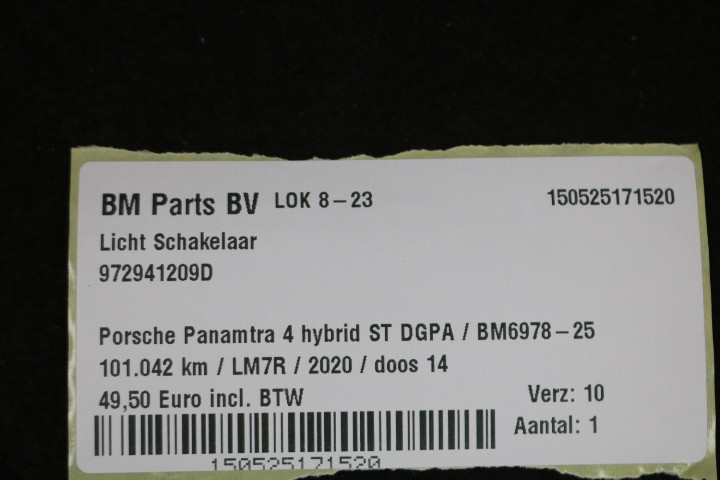 BM Parts BV LOK 8-23 150525171520
Licht Schakelaar
972941209D
Porsche Panamtra 4 hybrid ST DGPA / BM6978-25
101.042 km / LM7R / 2020 / doos 14
49,50 Euro incl. BTW Verz: 10
Aantal: 1
150525171520